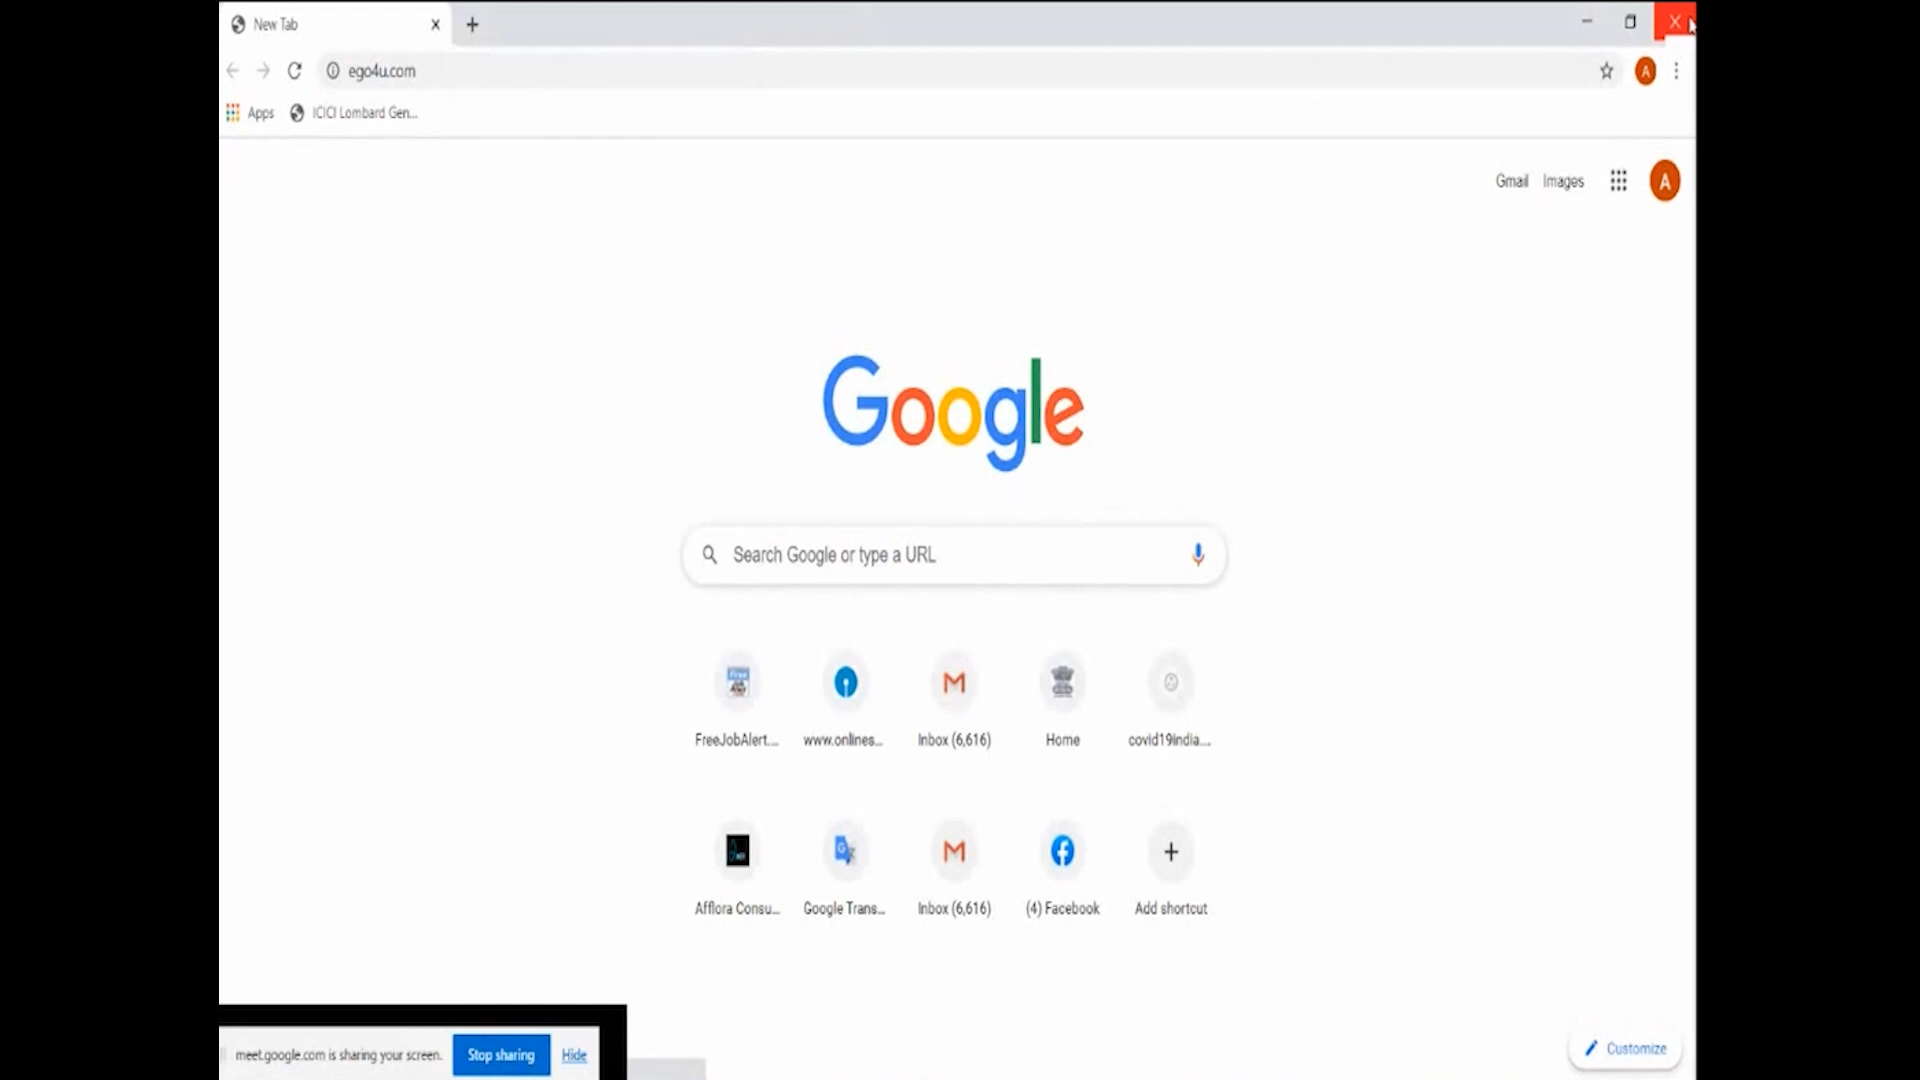 New Tab
ego4u.com
A
Apps
ICICI Lombard Gen...
Gmail Images
A
Google
Search Google or type a URL
FreeJobAlert.... www.onlines... Inbox (6,616) Home covid19india....
Afflora Consu... Google Trans... Inbox (6,616) (4) Facebook Add shortcut
meet.google.com is sharing your screen. Stop sharing Hide
Customize